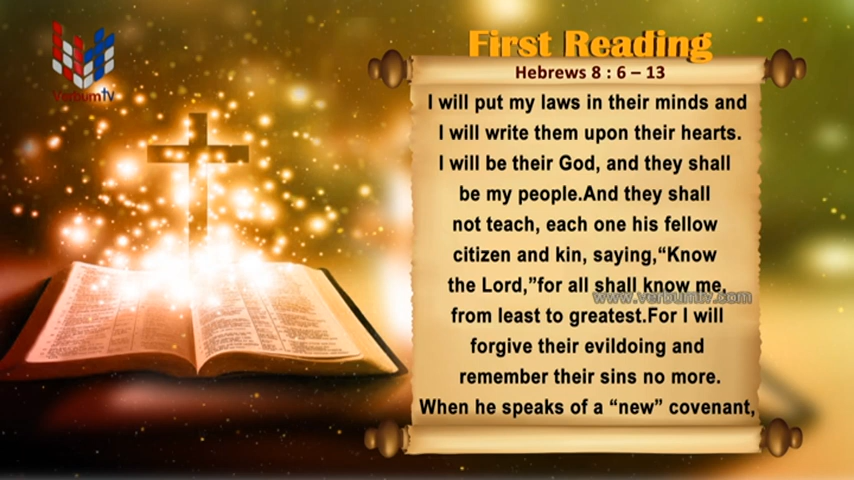 Verbumtv
First Reading
Hebrews 8 : 6 – 13
I will put my laws in their minds and
I will write them upon their hearts.
I will be their God, and they shall
be my people.And they shall
not teach, each one his fellow
citizen and kin, saying,“Know
the Lord,”for all shall know me,
www.verbumtv.com
from least to greatest.For I will
forgive their evildoing and
remember their sins no more.
When he speaks of a “new” covenant,